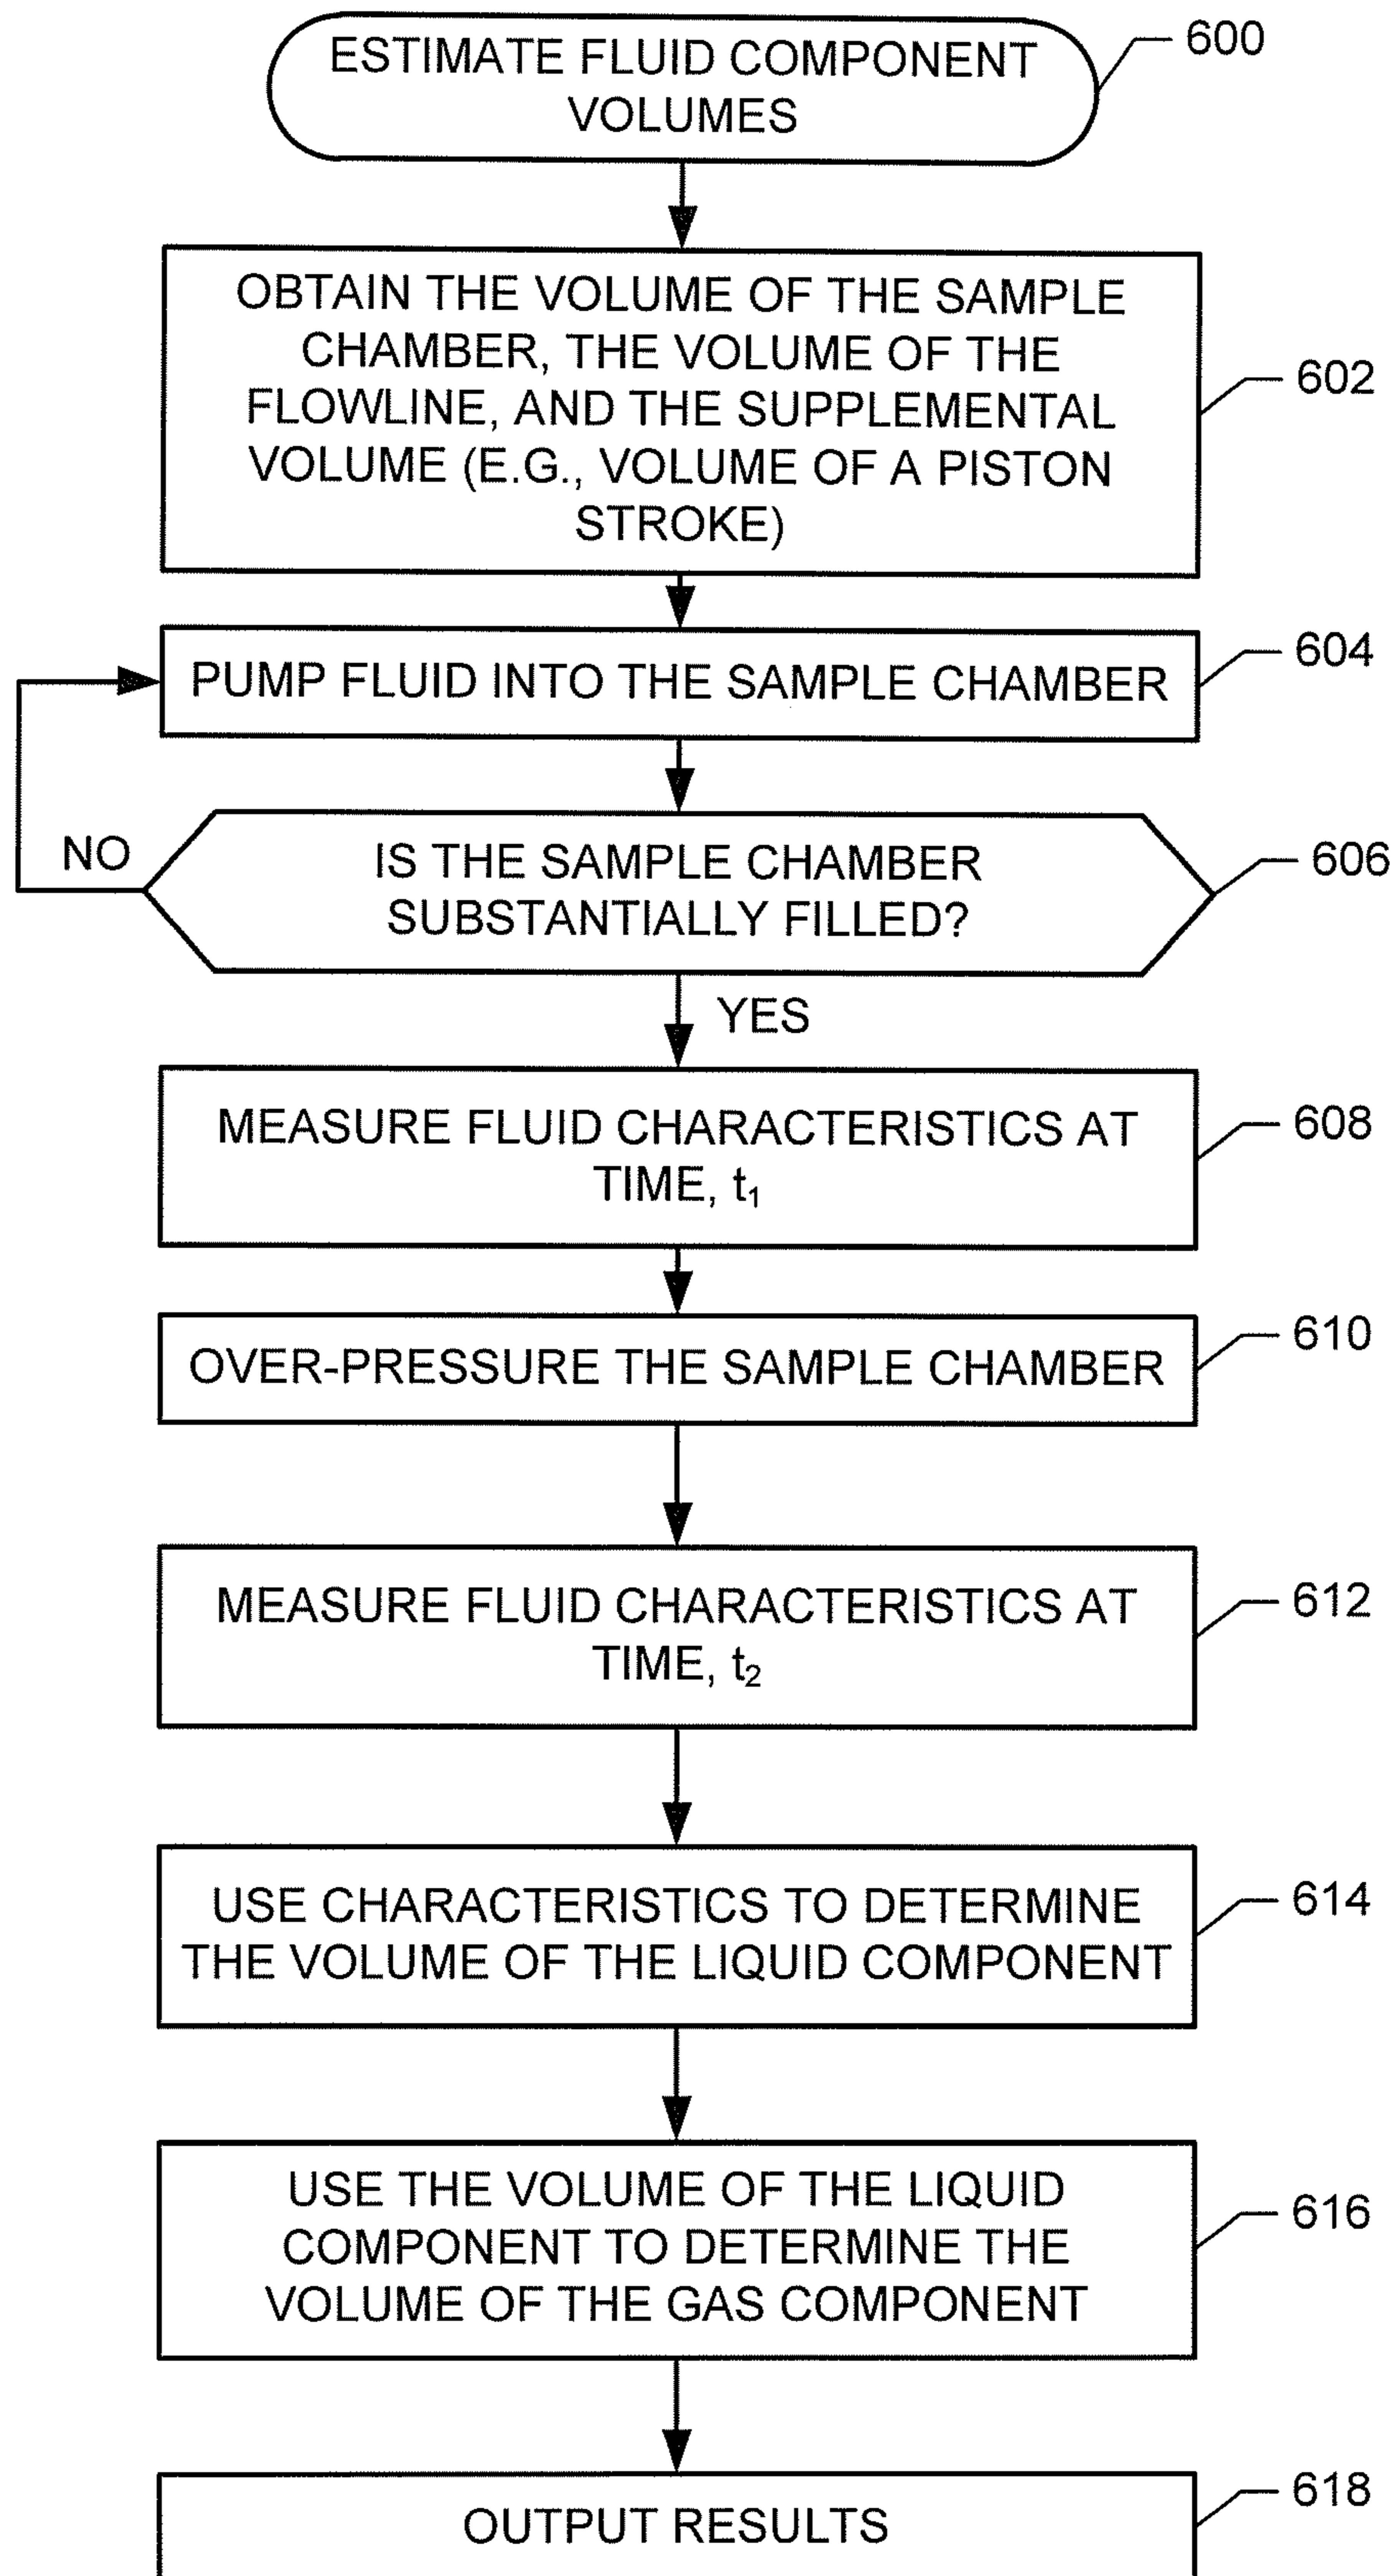 ESTIMATE FLUID COMPONENT
VOLUMES
600
OBTAIN THE VOLUME OF THE SAMPLE
CHAMBER, THE VOLUME OF THE
FLOWLINE, AND THE SUPPLEMENTAL
VOLUME (E.G., VOLUME OF A PISTON
STROKE)
602
PUMP FLUID INTO THE SAMPLE CHAMBER
604
NO
IS THE SAMPLE CHAMBER
SUBSTANTIALLY FILLED?
606
YES
MEASURE FLUID CHARACTERISTICS AT
TIME, t₁
608
OVER-PRESSURE THE SAMPLE CHAMBER
610
MEASURE FLUID CHARACTERISTICS AT
TIME, t₂
612
USE CHARACTERISTICS TO DETERMINE
THE VOLUME OF THE LIQUID COMPONENT
614
USE THE VOLUME OF THE LIQUID
COMPONENT TO DETERMINE THE
VOLUME OF THE GAS COMPONENT
616
OUTPUT RESULTS
618